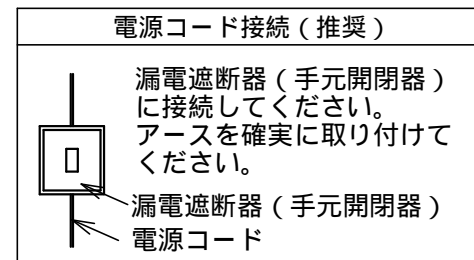 電源コード接続(推奨)
漏電遮断器(手元開閉器)
に接続してください。
アースを確実に取り付けて
ください。
漏電遮断器(手元開閉器)
電源コード